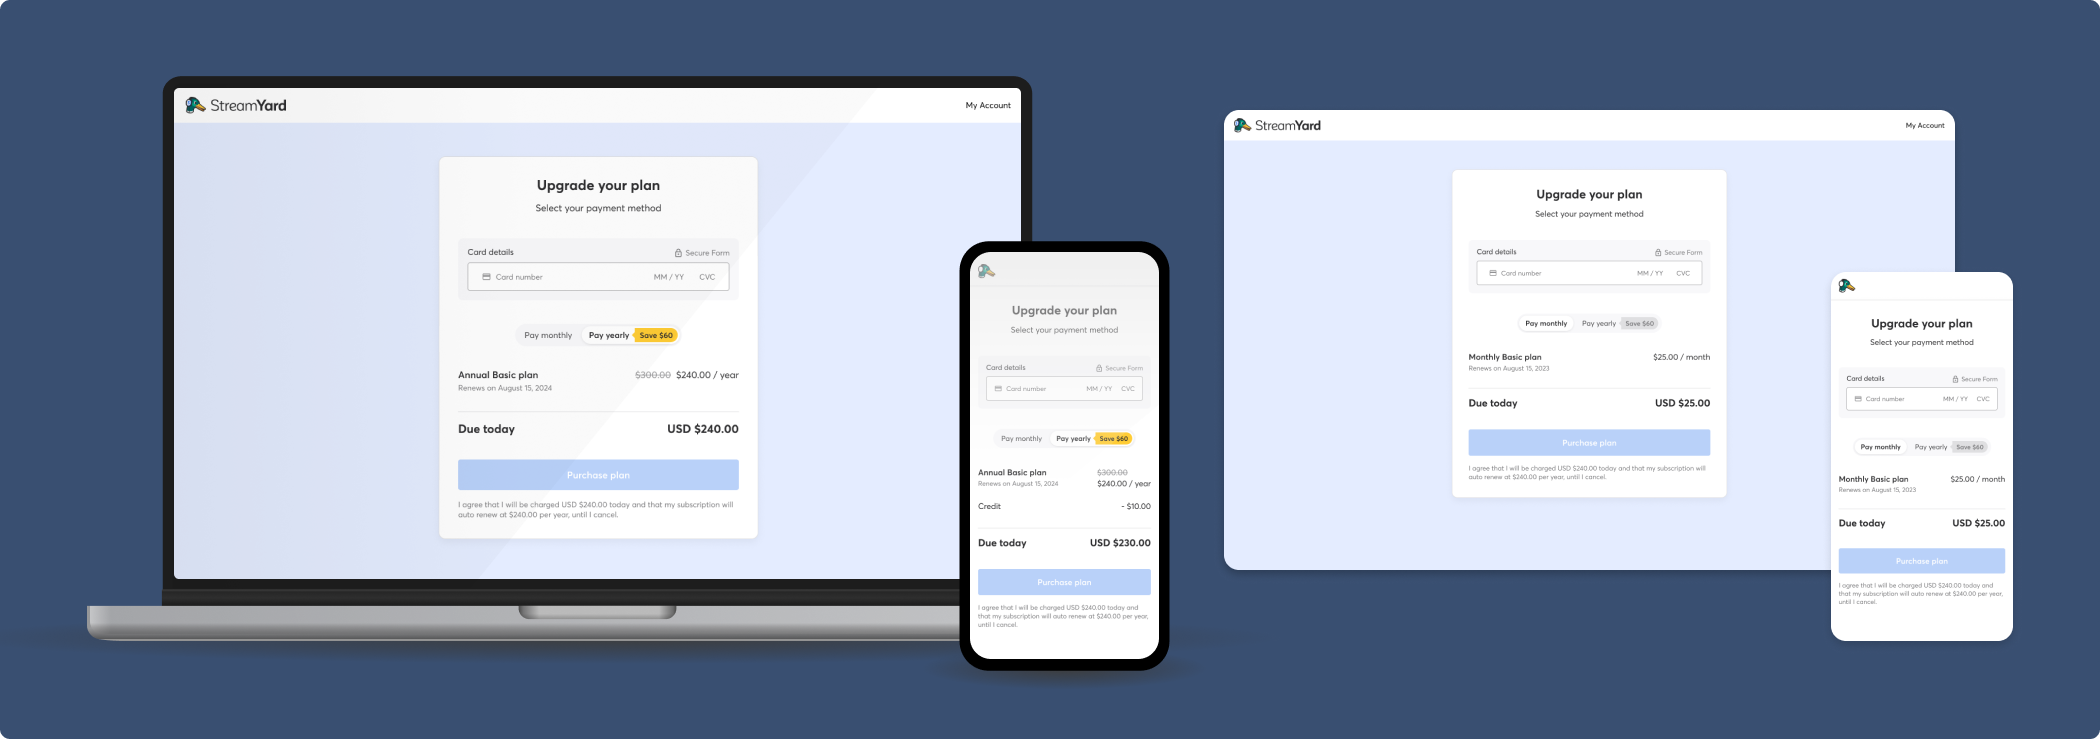 StreamYard
My Account
Upgrade your plan
Select your payment method
Card details
Secure Form
Card number
MM / YY
CVC
Pay monthly
Pay yearly
Save $60
Annual Basic plan
$300.00 $240.00 / year
Renews on August 15, 2024
Due today
USD $240.00
Purchase plan
I agree that I will be charged USD $240.00 today and that my subscription will
auto renew at $240.00 per year, until I cancel.
Upgrade your plan
Select your payment method
Card details
Secure Form
Card number
MM / YY
CVC
Pay monthly
Pay yearly
Save $60
Annual Basic plan
$300.00
Renews on August 15, 2024
$240.00 / year
Credit
- $10.00
Due today
USD $230.00
Purchase plan
I agree that I will be charged USD $240.00 today and
that my subscription will auto renew at $240.00 per year,
until I cancel.
StreamYard
My Account
Upgrade your plan
Select your payment method
Card details
Secure Form
Card number
MM / YY
CVC
Pay monthly
Pay yearly
Save $60
Monthly Basic plan
$25.00 / month
Renews on August 15, 2023
Due today
USD $25.00
Purchase plan
I agree that I will be charged USD $240.00 today and that my subscription will
auto renew at $240.00 per year, until I cancel.
Upgrade your plan
Select your payment method
Card details
Secure Form
Card number
MM / YY
CVC
Pay monthly
Pay yearly
Save $60
Monthly Basic plan
$25.00 / month
Renews on August 15, 2023
Due today
USD $25.00
Purchase plan
I agree that I will be charged USD $240.00 today and
that my subscription will auto renew at $240.00 per year,
until I cancel.